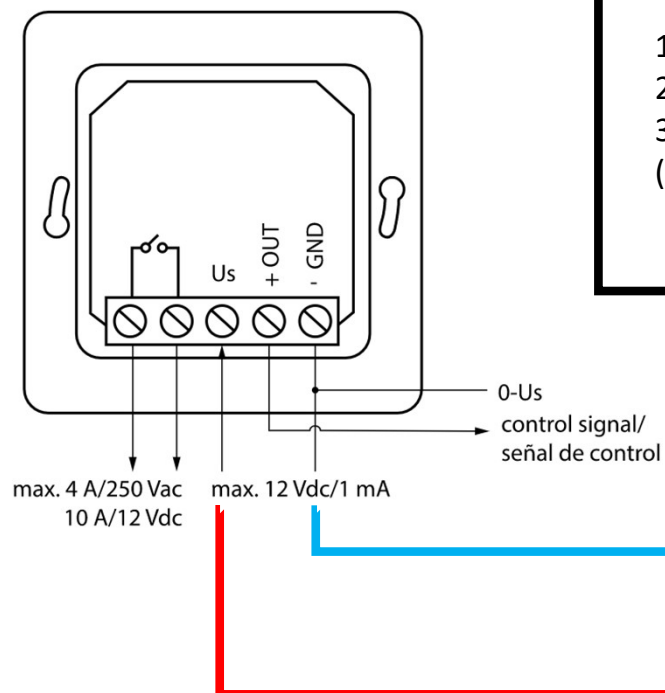 1
2
3
(
Us
+ OUT
- GND
0-Us
control signal/
señal de control
max. 4 A/250 Vac
10 A/12 Vdc
max. 12 Vdc/1 mA